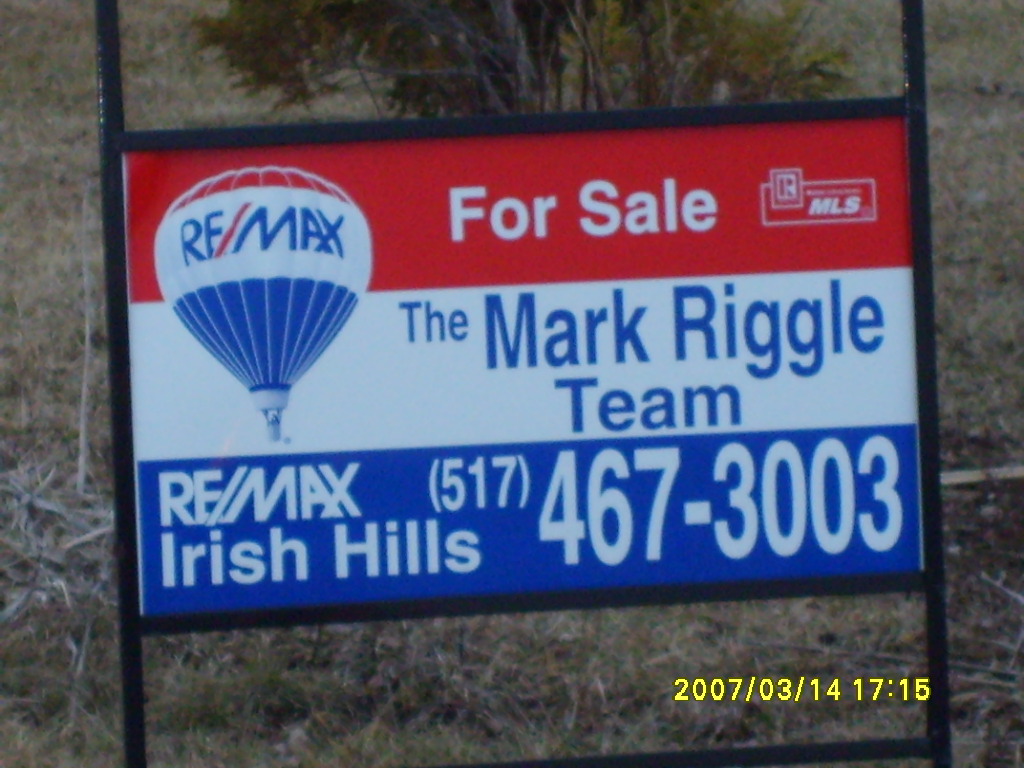 RE/MAX
For Sale
R
MLS
The Mark Riggle
Team
RE/MAX
Irish Hills
(517) 467-3003
2007/03/14 17:15